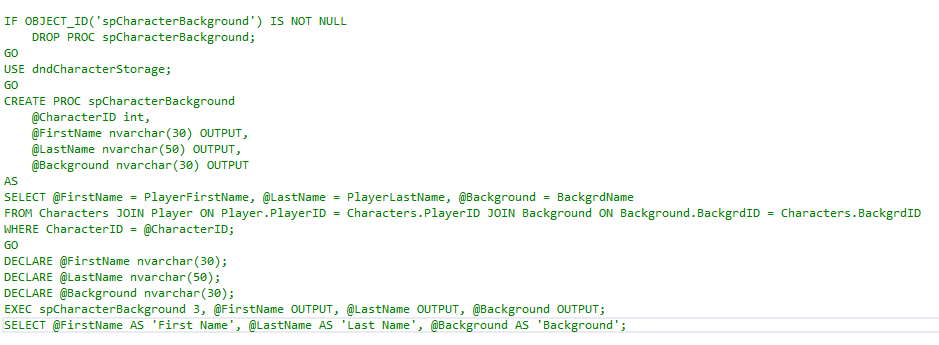 IF OBJECT_ID('spCharacterBackground') IS NOT NULL
    DROP PROC spCharacterBackground;
GO
USE dndCharacterStorage;
GO
CREATE PROC spCharacterBackground
    @CharacterID int,
    @FirstName nvarchar(30) OUTPUT,
    @LastName nvarchar(50) OUTPUT,
    @Background nvarchar(30) OUTPUT
AS
SELECT @FirstName = PlayerFirstName, @LastName = PlayerLastName, @Background = BackgrdName
FROM Characters JOIN Player ON Player.PlayerID = Characters.PlayerID JOIN Background ON Background.BackgrdID = Characters.BackgrdID
WHERE CharacterID = @CharacterID;
GO
DECLARE @FirstName nvarchar(30);
DECLARE @LastName nvarchar(50);
DECLARE @Background nvarchar(30);
EXEC spCharacterBackground 3, @FirstName OUTPUT, @LastName OUTPUT, @Background OUTPUT;
SELECT @FirstName AS 'First Name', @LastName AS 'Last Name', @Background AS 'Background';